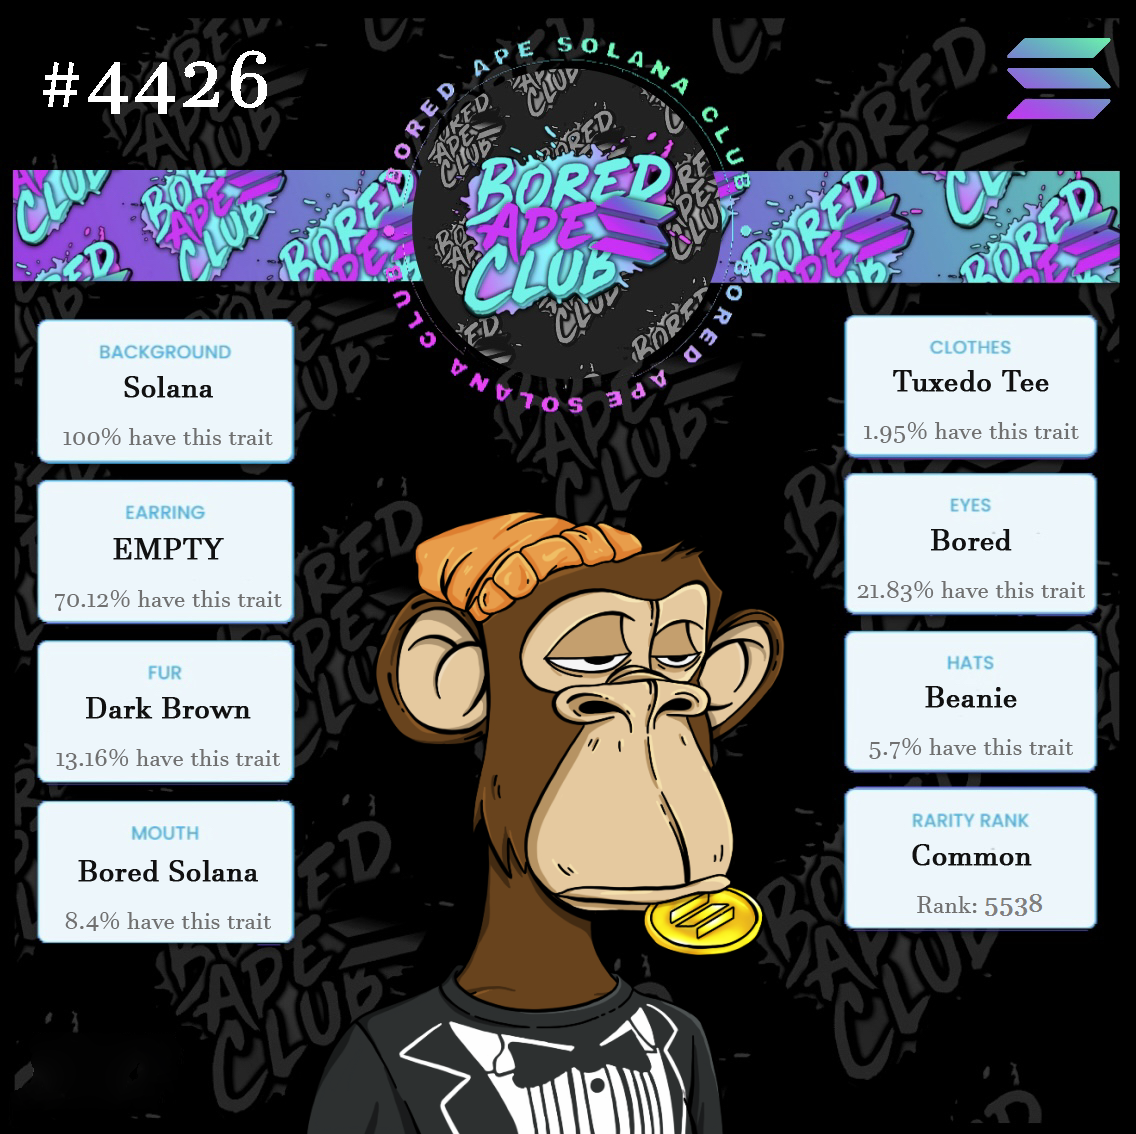 #4426
BORED APE SOLANA CLUB
BORED
APE
CLUB
BORED APE SOLANA CLUB
BACKGROUND
Solana
100% have this trait
EARRING
EMPTY
70.12% have this trait
FUR
Dark Brown
13.16% have this trait
MOUTH
Bored Solana
8.4% have this trait
CLOTHES
Tuxedo Tee
1.95% have this trait
EYES
Bored
21.83% have this trait
HATS
Beanie
5.7% have this trait
RARITY RANK
Common
Rank: 5538